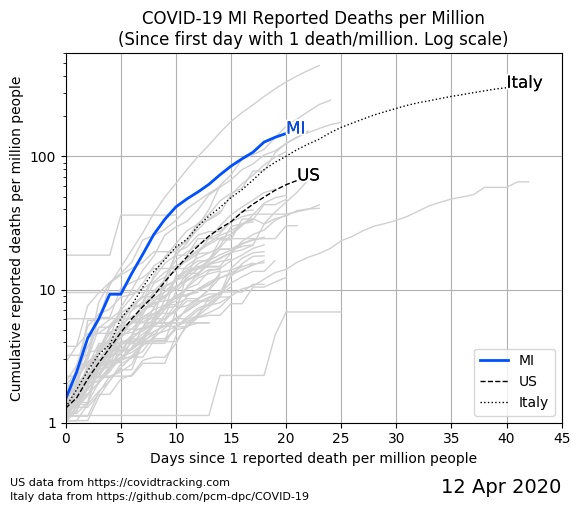 COVID-19 MI Reported Deaths per Million
(Since first day with 1 death/million. Log scale)
Cumulative reported deaths per million people
100
10
1
Italy
MI
US
MI
US
Italy
0 5 10 15 20 25 30 35 40 45
Days since 1 reported death per million people
US data from https://covidtracking.com
Italy data from https://github.com/pcm-dpc/COVID-19
12 Apr 2020